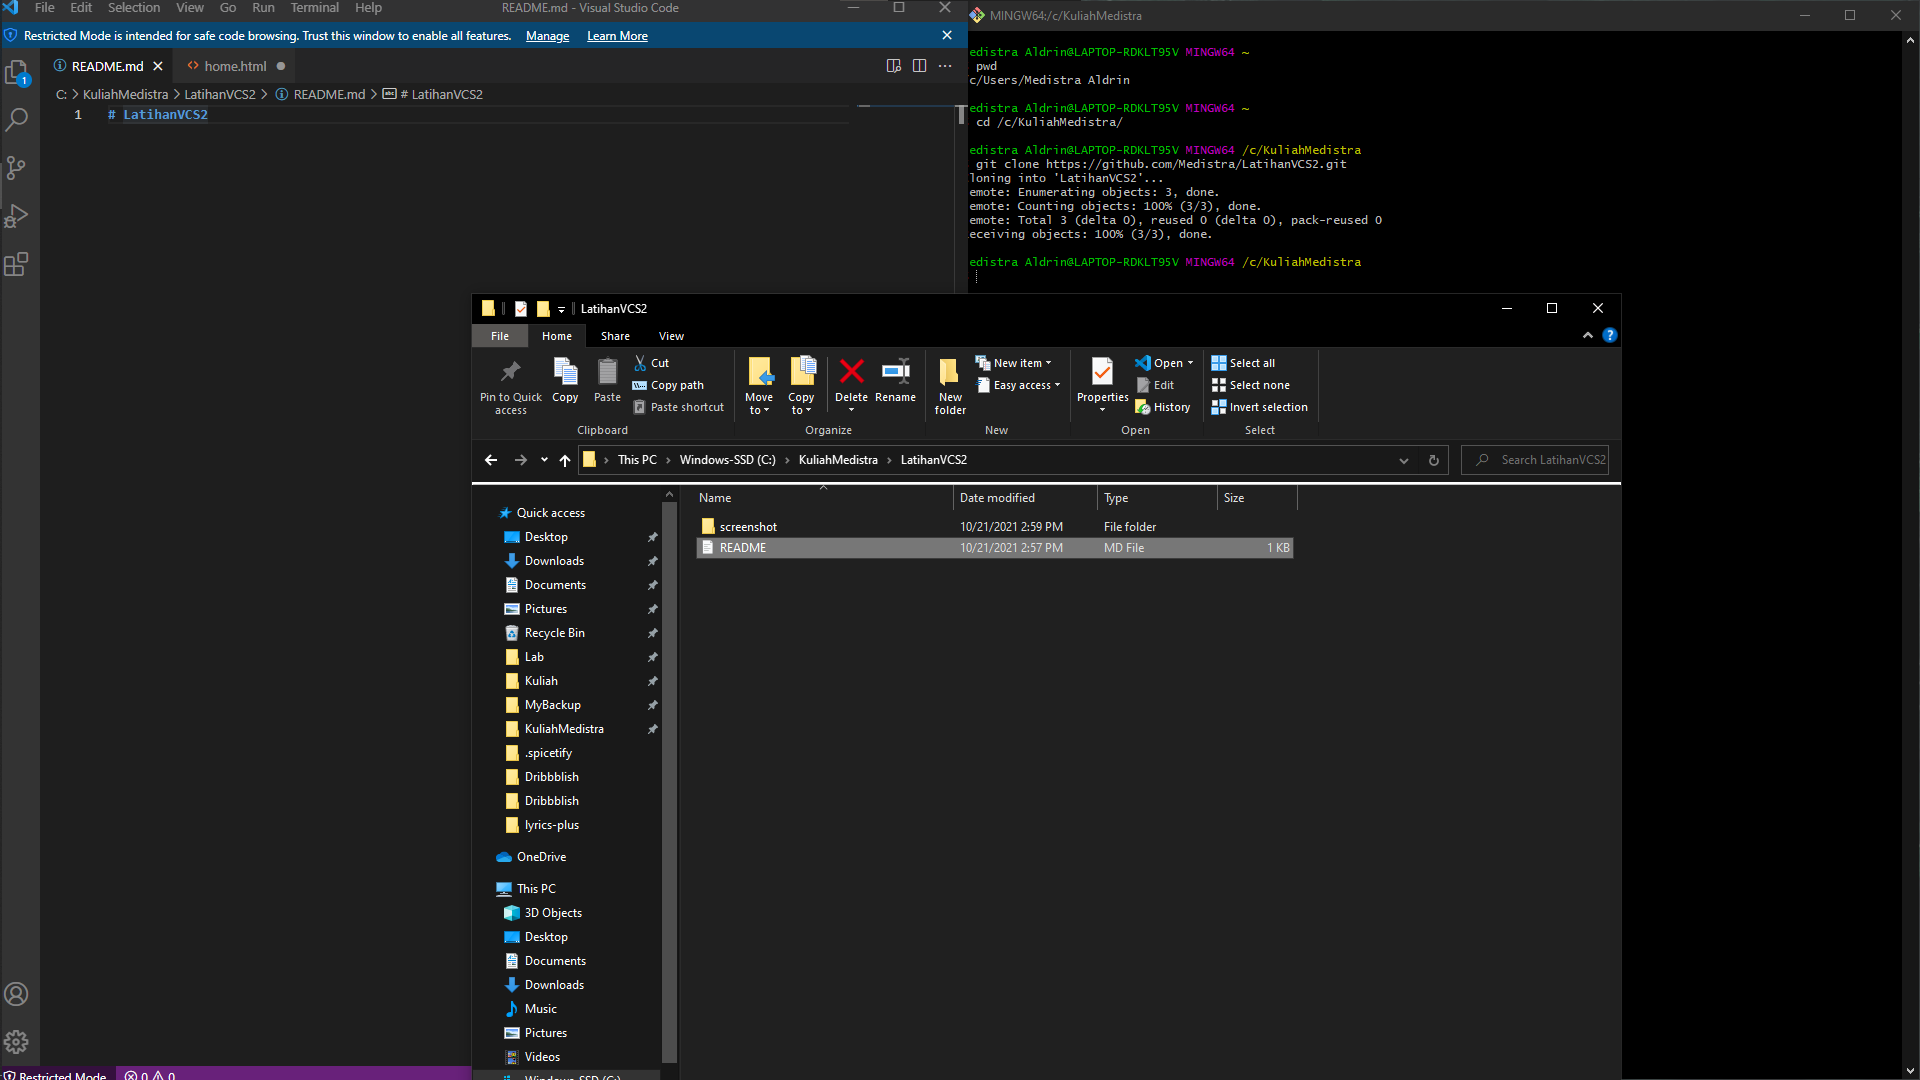 File Edit Selection View Go Run Terminal Help README.md - Visual Studio Code
Restricted Mode is intended for safe code browsing. Trust this window to enable all features. Manage Learn More
1
README.md home.html
C: KuliahMedistra LatihanVCS2 README.md # LatihanVCS2
1 # LatihanVCS2
Restricted Mode 0 0
MINGW64:/c/KuliahMedistra
edistra Aldrin@LAPTOP-RDKLT95V MINGW64 ~
pwd
c/Users/Medistra Aldrin
edistra Aldrin@LAPTOP-RDKLT95V MINGW64 ~
cd /c/KuliahMedistra/
edistra Aldrin@LAPTOP-RDKLT95V MINGW64 /c/KuliahMedistra
git clone https://github.com/Medistra/LatihanVCS2.git
loning into 'LatihanVCS2'...
emote: Enumerating objects: 3, done.
emote: Counting objects: 100% (3/3), done.
emote: Total 3 (delta 0), reused 0 (delta 0), pack-reused 0
eceiving objects: 100% (3/3), done.
edistra Aldrin@LAPTOP-RDKLT95V MINGW64 /c/KuliahMedistra
LatihanVCS2
File Home Share View
Pin to Quick access
Copy
Paste
Cut
Copy path
Paste shortcut
Clipboard
Move to
Copy to
Delete
Rename
Organize
New folder
New item
Easy access
New
Properties
Open
Edit
History
Open
Select all
Select none
Invert selection
Select
This PC Windows-SSD (C:) KuliahMedistra LatihanVCS2
Search LatihanVCS2
Quick access
Desktop
Downloads
Documents
Pictures
Recycle Bin
Lab
Kuliah
MyBackup
KuliahMedistra
.spicetify
Dribbblish
Dribbblish
lyrics-plus
OneDrive
This PC
3D Objects
Desktop
Documents
Downloads
Music
Pictures
Videos
Windows-SSD (C:)
Name Date modified Type Size
screenshot 10/21/2021 2:59 PM File folder
README 10/21/2021 2:57 PM MD File 1 KB